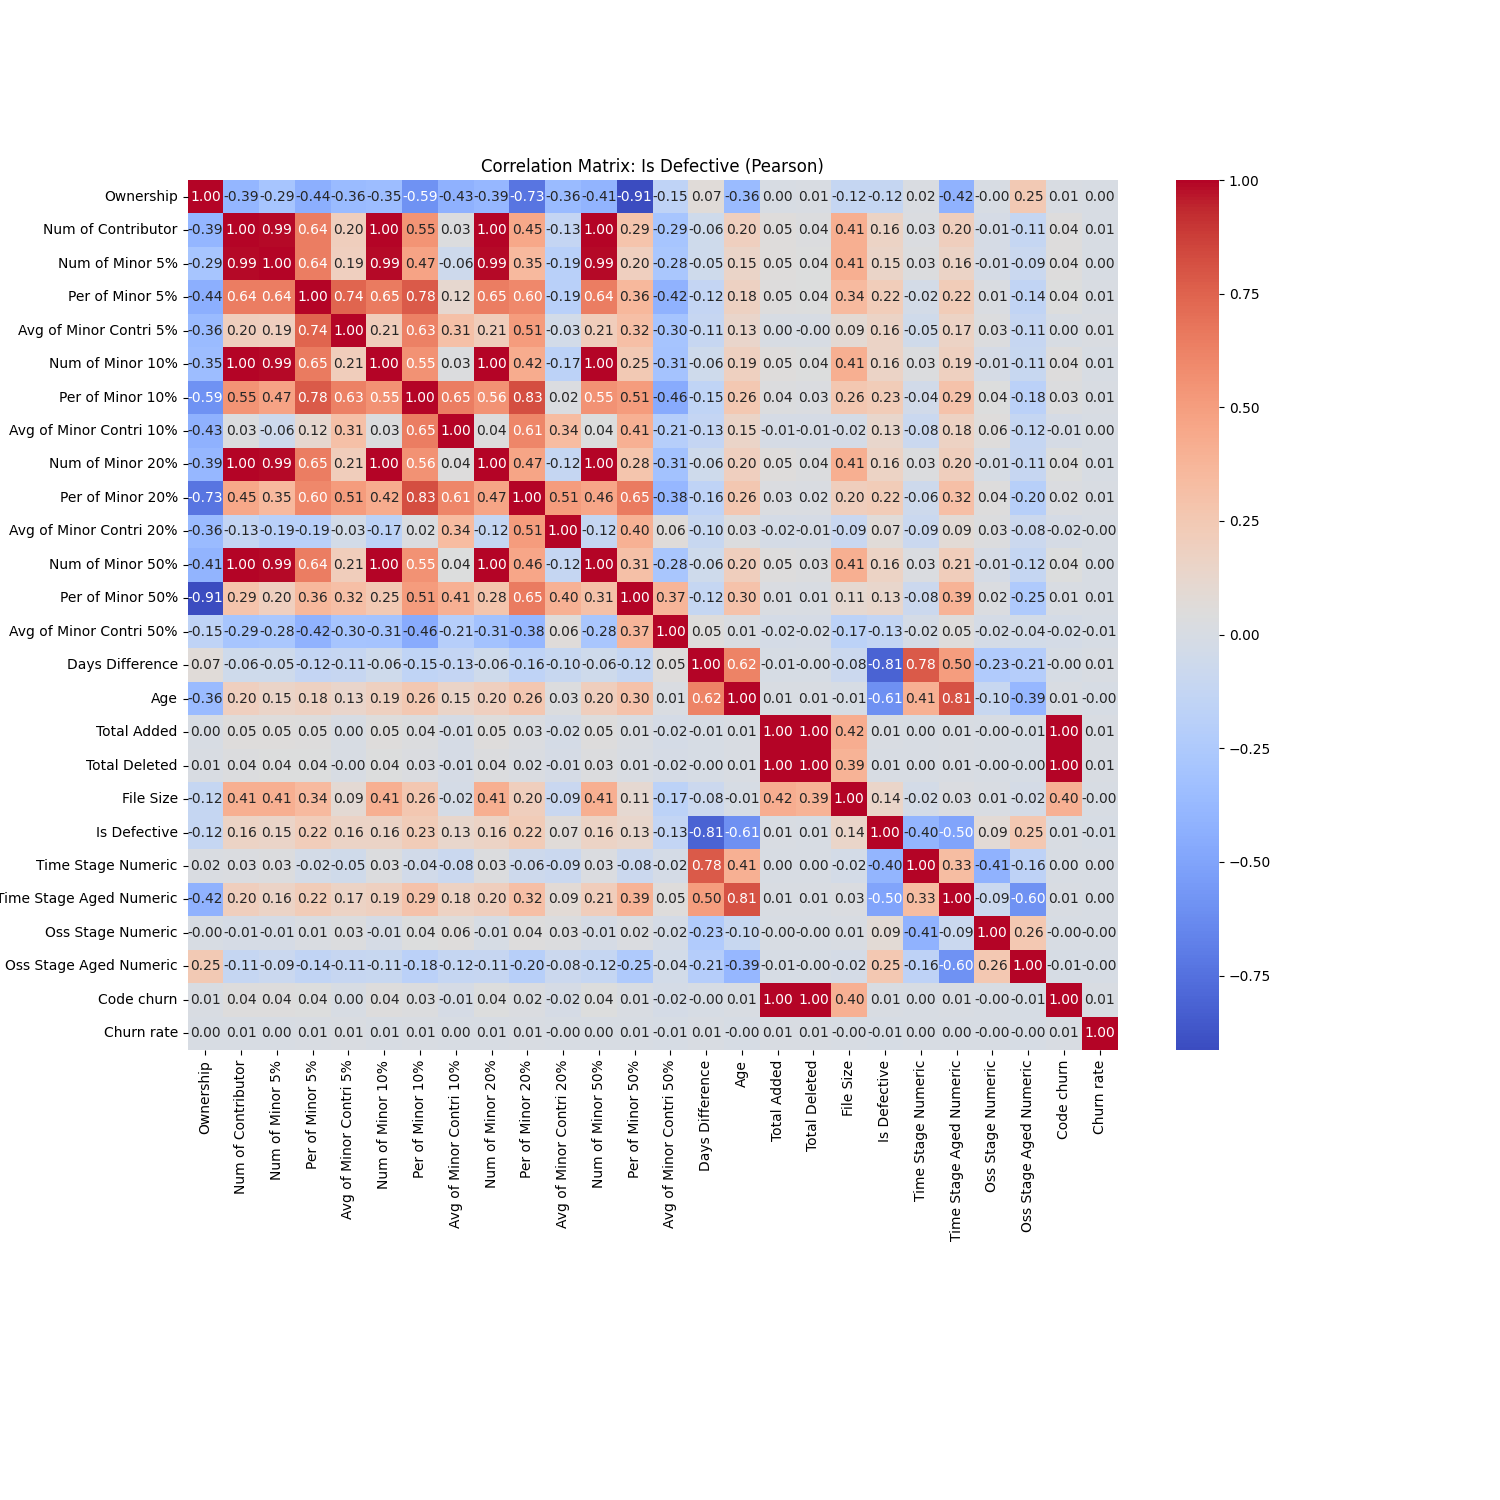 Correlation Matrix: Is Defective (Pearson)
Ownership 1.00 -0.39 -0.29 -0.44 -0.36 -0.35 -0.59 -0.43 -0.39 -0.73 -0.36 -0.41 -0.91 -0.15 0.07 -0.36 0.00 0.01 -0.12 -0.12 0.02 -0.42 -0.00 0.25 0.01 0.00
Num of Contributor -0.39 1.00 0.99 0.64 0.20 1.00 0.55 0.03 1.00 0.45 -0.13 1.00 0.29 -0.29 -0.06 0.20 0.05 0.04 0.41 0.16 0.03 0.20 -0.01 -0.11 0.04 0.01
Num of Minor 5% -0.29 0.99 1.00 0.64 0.19 0.99 0.47 -0.06 0.99 0.35 -0.19 0.99 0.20 -0.28 -0.05 0.15 0.05 0.04 0.41 0.15 0.03 0.16 -0.01 -0.09 0.04 0.00
Per of Minor 5% -0.44 0.64 0.64 1.00 0.74 0.65 0.78 0.12 0.65 0.60 -0.19 0.64 0.36 -0.42 -0.12 0.18 0.05 0.04 0.34 0.22 -0.02 0.22 0.01 -0.14 0.04 0.01
Avg of Minor Contri 5% -0.36 0.20 0.19 0.74 1.00 0.21 0.63 0.31 0.21 0.51 -0.03 0.21 0.32 -0.30 -0.11 0.13 0.00 -0.00 0.09 0.16 -0.05 0.17 0.03 -0.11 0.00 0.01
Num of Minor 10% -0.35 1.00 0.99 0.65 0.21 1.00 0.55 0.03 1.00 0.42 -0.17 1.00 0.25 -0.31 -0.06 0.19 0.05 0.04 0.41 0.16 0.03 0.19 -0.01 -0.11 0.04 0.01
Per of Minor 10% -0.59 0.55 0.47 0.78 0.63 0.55 1.00 0.65 0.56 0.83 0.02 0.55 0.51 -0.46 -0.15 0.26 0.04 0.03 0.26 0.23 -0.04 0.29 0.04 -0.18 0.03 0.01
Avg of Minor Contri 10% -0.43 0.03 -0.06 0.12 0.31 0.03 0.65 1.00 0.04 0.61 0.34 0.04 0.41 -0.21 -0.13 0.15 -0.01 -0.01 -0.02 0.13 -0.08 0.18 0.06 -0.12 -0.01 0.00
Num of Minor 20% -0.39 1.00 0.99 0.65 0.21 1.00 0.56 0.04 1.00 0.47 -0.12 1.00 0.28 -0.31 -0.06 0.20 0.05 0.04 0.41 0.16 0.03 0.20 -0.01 -0.11 0.04 0.01
Per of Minor 20% -0.73 0.45 0.35 0.60 0.51 0.42 0.83 0.61 0.47 1.00 0.51 0.46 0.65 -0.38 -0.16 0.26 0.03 0.02 0.20 0.22 -0.06 0.32 0.04 -0.20 0.02 0.01
Avg of Minor Contri 20% -0.36 -0.13 -0.19 -0.19 -0.03 -0.17 0.02 0.34 -0.12 0.51 1.00 -0.12 0.40 0.06 -0.10 0.03 -0.02 -0.01 -0.09 0.07 -0.09 0.09 0.03 -0.08 -0.02 -0.00
Num of Minor 50% -0.41 1.00 0.99 0.64 0.21 1.00 0.55 0.04 1.00 0.46 -0.12 1.00 0.31 -0.28 -0.06 0.20 0.05 0.03 0.41 0.16 0.03 0.21 -0.01 -0.12 0.04 0.00
Per of Minor 50% -0.91 0.29 0.20 0.36 0.32 0.25 0.51 0.41 0.28 0.65 0.40 0.31 1.00 0.37 -0.12 0.30 0.01 0.01 0.11 0.13 -0.08 0.39 0.02 -0.25 0.01 0.01
Avg of Minor Contri 50% -0.15 -0.29 -0.28 -0.42 -0.30 -0.31 -0.46 -0.21 -0.31 -0.38 0.06 -0.28 0.37 1.00 0.05 0.01 -0.02 -0.02 -0.17 -0.13 -0.02 0.05 -0.02 -0.04 -0.02 -0.01
Days Difference 0.07 -0.06 -0.05 -0.12 -0.11 -0.06 -0.15 -0.13 -0.06 -0.16 -0.10 -0.06 -0.12 0.05 1.00 0.62 -0.01 -0.00 -0.08 -0.81 0.78 0.50 -0.23 -0.21 -0.00 0.01
Age -0.36 0.20 0.15 0.18 0.13 0.19 0.26 0.15 0.20 0.26 0.03 0.20 0.30 0.01 0.62 1.00 0.01 0.01 -0.01 -0.61 0.41 0.81 -0.10 -0.39 0.01 -0.00
Total Added 0.00 0.05 0.05 0.05 0.00 0.05 0.04 -0.01 0.05 0.03 -0.02 0.05 0.01 -0.02 -0.01 0.01 1.00 1.00 0.42 0.01 0.00 0.01 -0.00 -0.01 1.00 0.01
Total Deleted 0.01 0.04 0.04 0.04 -0.00 0.04 0.03 -0.01 0.04 0.02 -0.01 0.03 0.01 -0.02 -0.00 0.01 1.00 1.00 0.39 0.01 0.00 0.01 -0.00 -0.00 1.00 0.01
File Size -0.12 0.41 0.41 0.34 0.09 0.41 0.26 -0.02 0.41 0.20 -0.09 0.41 0.11 -0.17 -0.08 -0.01 0.42 0.39 1.00 0.14 -0.02 0.03 0.01 -0.02 0.40 -0.00
Is Defective -0.12 0.16 0.15 0.22 0.16 0.16 0.23 0.13 0.16 0.22 0.07 0.16 0.13 -0.13 -0.81 -0.61 0.01 0.01 0.14 1.00 -0.40 -0.50 0.09 0.25 0.01 -0.01
Time Stage Numeric 0.02 0.03 0.03 -0.02 -0.05 0.03 -0.04 -0.08 0.03 -0.06 -0.09 0.03 -0.08 -0.02 0.78 0.41 0.00 0.00 -0.02 -0.40 1.00 0.33 -0.41 -0.16 0.00 0.00
Time Stage Aged Numeric -0.42 0.20 0.16 0.22 0.17 0.19 0.29 0.18 0.20 0.32 0.09 0.21 0.39 0.05 0.50 0.81 0.01 0.01 0.03 -0.50 0.33 1.00 -0.09 -0.60 0.01 0.00
Oss Stage Numeric -0.00 -0.01 -0.01 0.01 0.03 -0.01 0.04 0.06 -0.01 0.04 0.03 -0.01 0.02 -0.02 -0.23 -0.10 -0.00 -0.00 0.01 0.09 -0.41 -0.09 1.00 0.26 -0.00 -0.00
Oss Stage Aged Numeric 0.25 -0.11 -0.09 -0.14 -0.11 -0.11 -0.18 -0.12 -0.11 -0.20 -0.08 -0.12 -0.25 -0.04 -0.21 -0.39 -0.01 -0.00 -0.02 0.25 -0.16 -0.60 0.26 1.00 -0.01 -0.00
Code churn 0.01 0.04 0.04 0.04 0.00 0.04 0.03 -0.01 0.04 0.02 -0.02 0.04 0.01 -0.02 -0.00 0.01 1.00 1.00 0.40 0.01 0.00 0.01 -0.00 -0.01 1.00 0.01
Churn rate 0.00 0.01 0.00 0.01 0.01 0.01 0.01 0.00 0.01 0.01 -0.00 0.00 0.01 -0.01 0.01 -0.00 0.01 0.01 -0.00 -0.01 0.00 0.00 -0.00 -0.00 0.01 1.00
Ownership
Num of Contributor
Num of Minor 5%
Per of Minor 5%
Avg of Minor Contri 5%
Num of Minor 10%
Per of Minor 10%
Avg of Minor Contri 10%
Num of Minor 20%
Per of Minor 20%
Avg of Minor Contri 20%
Num of Minor 50%
Per of Minor 50%
Avg of Minor Contri 50%
Days Difference
Age
Total Added
Total Deleted
File Size
Is Defective
Time Stage Numeric
Time Stage Aged Numeric
Oss Stage Numeric
Oss Stage Aged Numeric
Code churn
Churn rate
1.00
0.75
0.50
0.25
0.00
−0.25
−0.50
−0.75